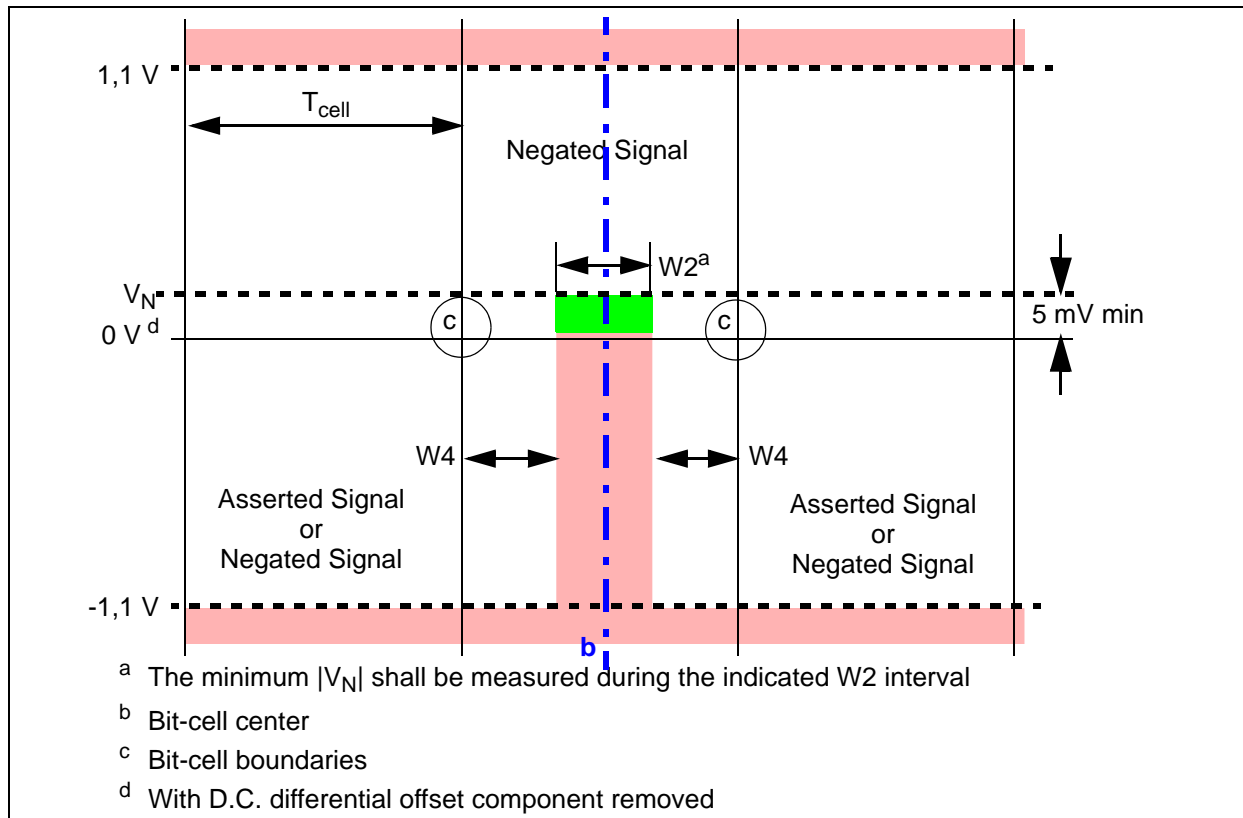 1,1 V
Tcell
Negated Signal
W2a
VN
c
c
5 mV min
0 V d
W4
W4
Asserted Signal
or
Negated Signal
Asserted Signal
or
Negated Signal
-1,1 V
b
a The minimum |VN| shall be measured during the indicated W2 interval
b Bit-cell center
c Bit-cell boundaries
d With D.C. differential offset component removed